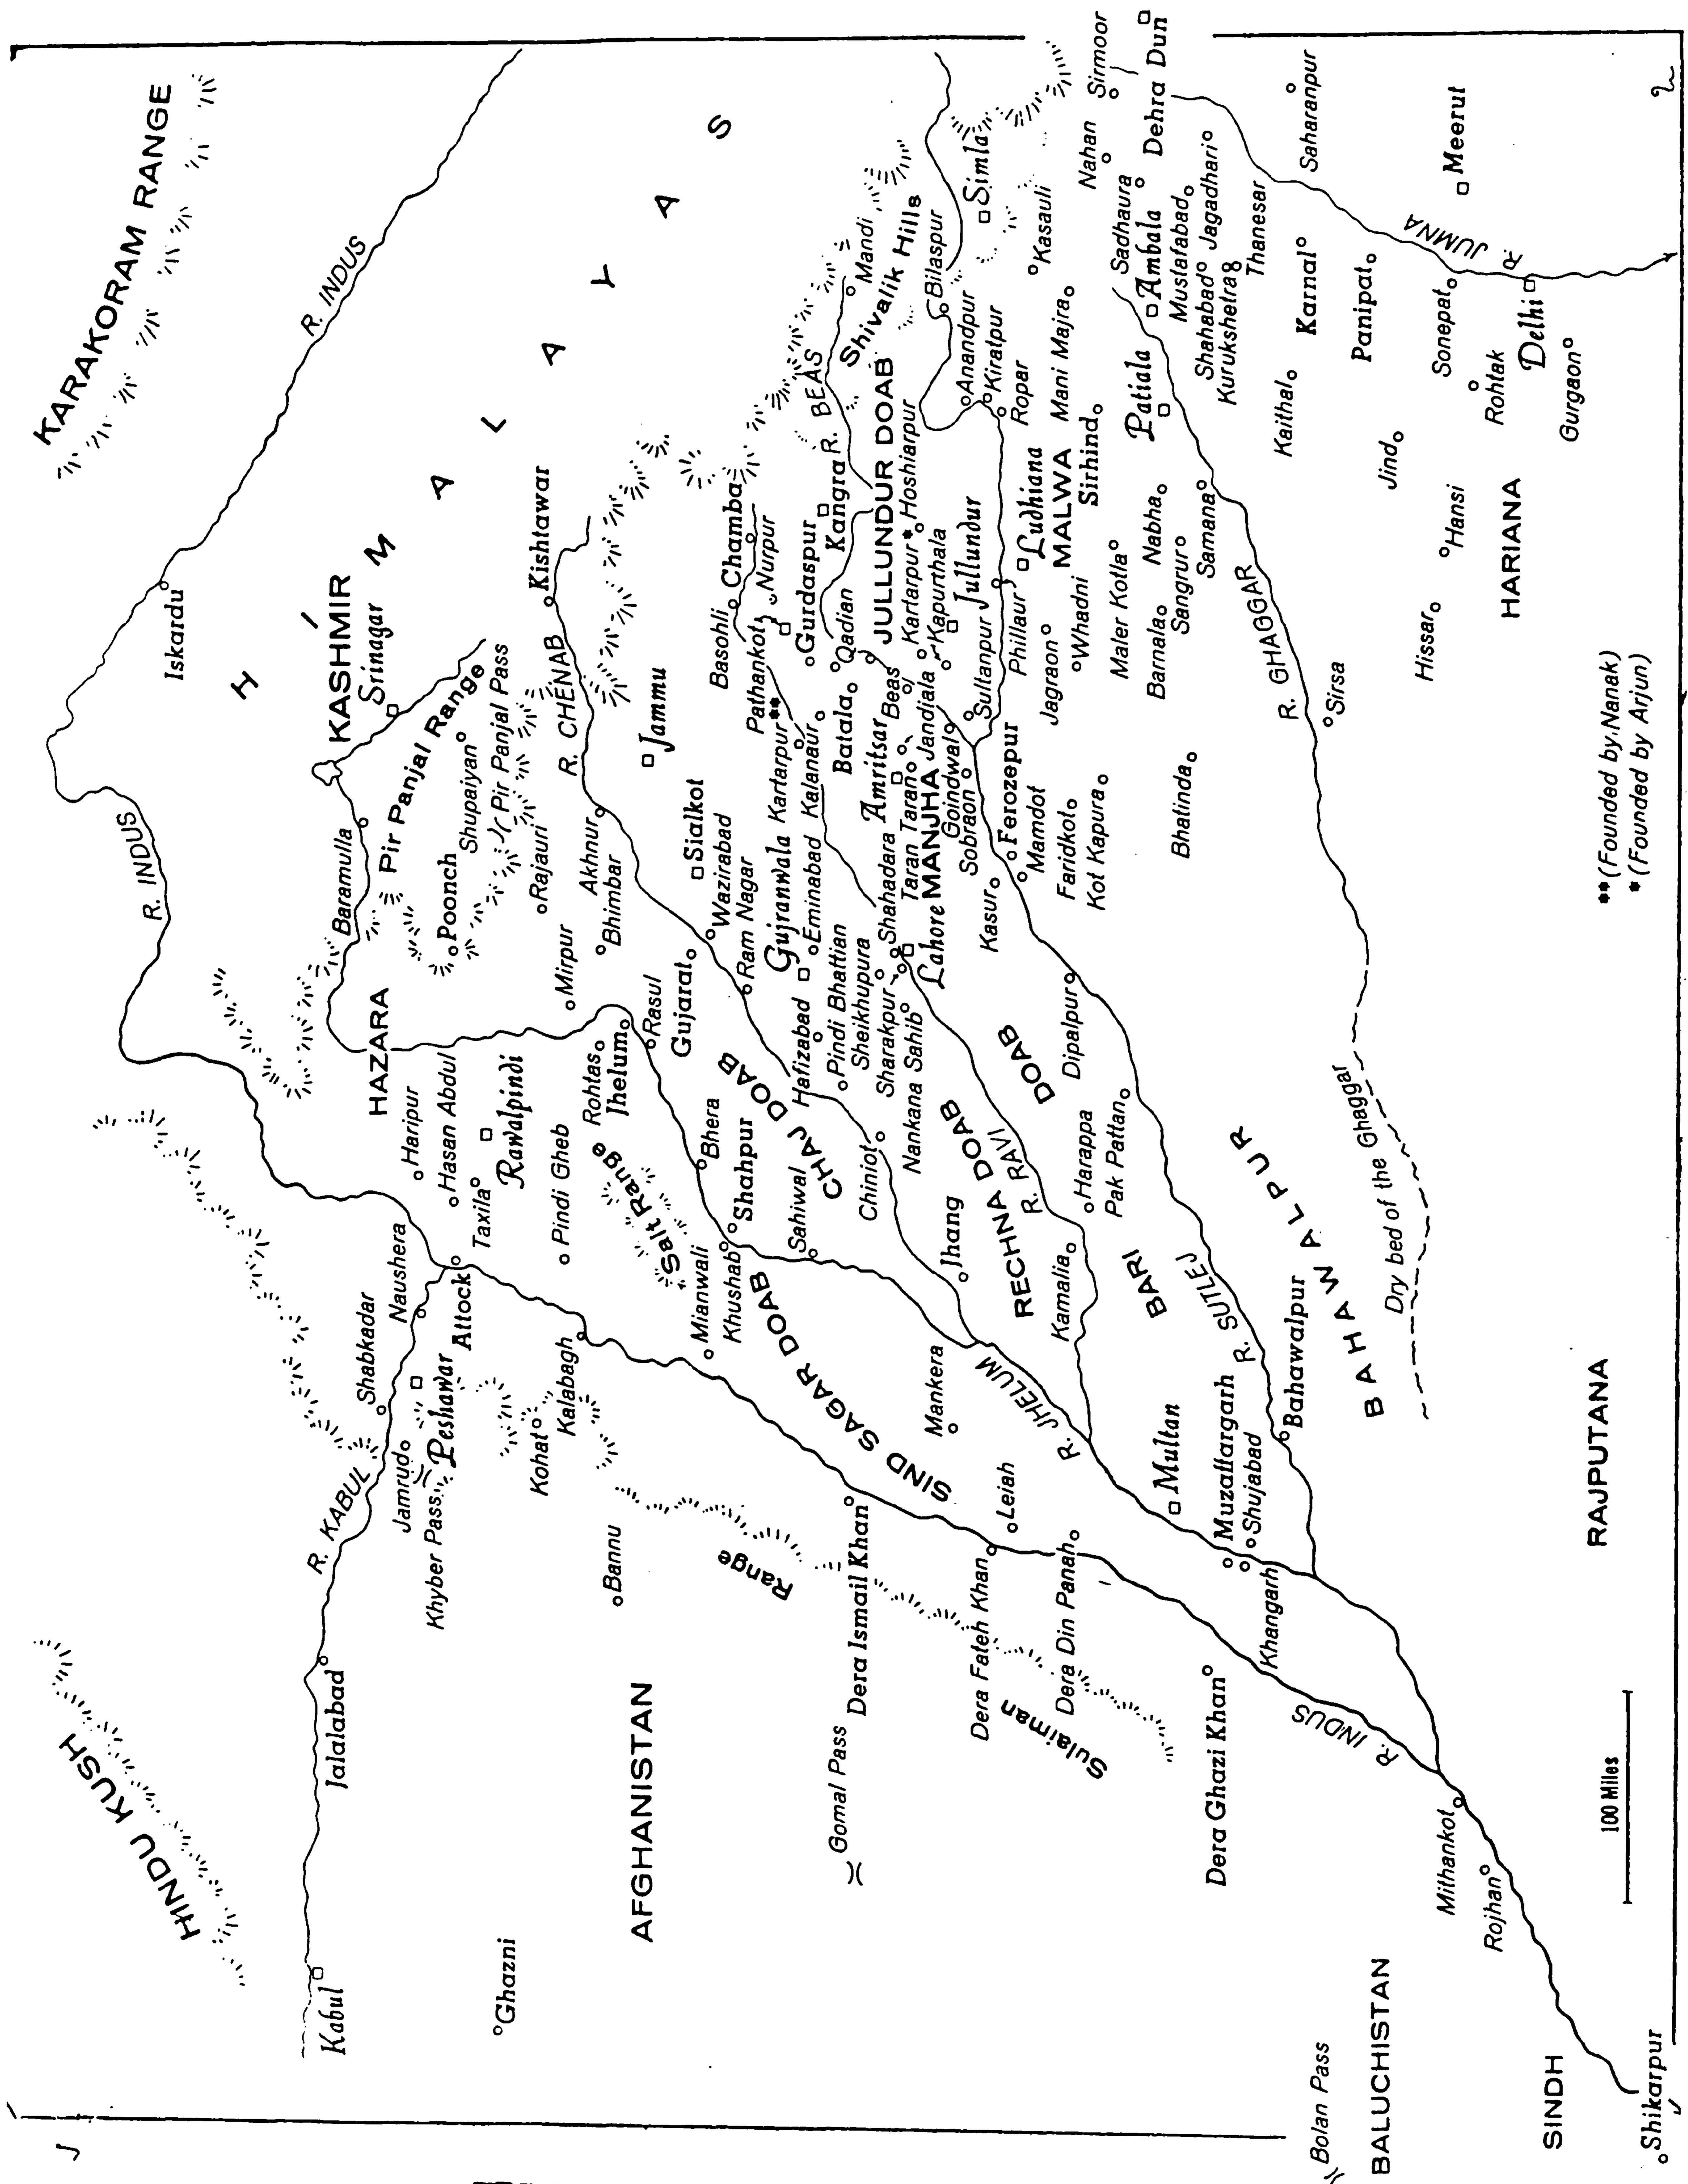 KARAKORAM RANGE
HINDU KUSH
R. INDUS
R. INDUS
Iskardu
H I M A L A Y A S
KASHMIR
Srinagar
Baramulla
Pir Panjal Range
Shupaiyan
Pir Panjal Pass
Poonch
Rajauri
Kishtawar
R. CHENAB
Akhnur
Bhimbar
Mirpur
Jammu
HAZARA
Haripur
Hasan Abdul
Taxila
Rawalpindi
Pindi Gheb
Rohtas
Jhelum
Rasul
Salt Range
Kabul
Jalalabad
R. KABUL
Shabkadar
Naushera
Attock
Jamrud
Peshawar
Khyber Pass
Kohat
Kalabagh
Bannu
Ghazni
AFGHANISTAN
Range
Sulaiman
Gomal Pass
Dera Ismail Khan
Dera Fateh Khan
Dera Din Panah
Dera Ghazi Khan
Leiah
Mankera
Mianwali
Khushab
Shahpur
Bhera
Sahiwal
SIND SAGAR DOAB
CHAJ DOAB
Gujarat
Sialkot
Wazirabad
Ram Nagar
Gujranwala
Eminabad
Hafizabad
Pindi Bhattian
Sheikhupura
Sharakpur
Nankana Sahib
Chiniot
Jhang
RECHNA DOAB
R. RAVI
Kamalia
R. JHELUM
Multan
Muzaffargarh
Shujabad
Khangarh
R. INDUS
Mithankot
Rojhan
BARI DOAB
Harappa
Pak Pattan
Dipalpur
R. SUTLEJ
Bahawalpur
BAHAWALPUR
Dry bed of the Ghaggar
Basohli
Chamba
Nurpur
Pathankot
Kartarpur**
Kalanaur
Gurdaspur
Kangra
R. BEAS
Mandi
Shivalik Hills
Batala
Qadian
JULLUNDUR DOAB
Kartarpur*
Hoshiarpur
Kapurthala
Jullundur
Amritsar
Beas
Jandiala
Taran Taran
Shahadara
Lahore
MANJHA
Goindwal
Sobraon
Sultanpur
Kasur
Ferozepur
Mamdot
Faridkot
Kot Kapura
Bhatinda
Phillaur
Ludhiana
Jagraon
Whadni
MALWA
Sirhind
Maler Kotla
Barnala
Nabha
Sangrur
Samana
Patiala
Bilaspur
Anandpur
Kiratpur
Ropar
Mani Majra
Simla
Kasauli
Nahan
Sirmoor
Dehra Dun
Sadhaura
Ambala
Mustafabad
Jagadhari
Shahabad
Kurukshetra
Thanesar
Saharanpur
Karnal
Kaithal
Panipat
Meerut
R. JUMNA
Sonepat
Delhi
Rohtak
Gurgaon
Jind
Hansi
Hissar
HARIANA
R. GHAGGAR
Sirsa
**(Founded by Nanak)
*(Founded by Arjun)
RAJPUTANA
100 Miles
Bolan Pass
BALUCHISTAN
SINDH
Shikarpur